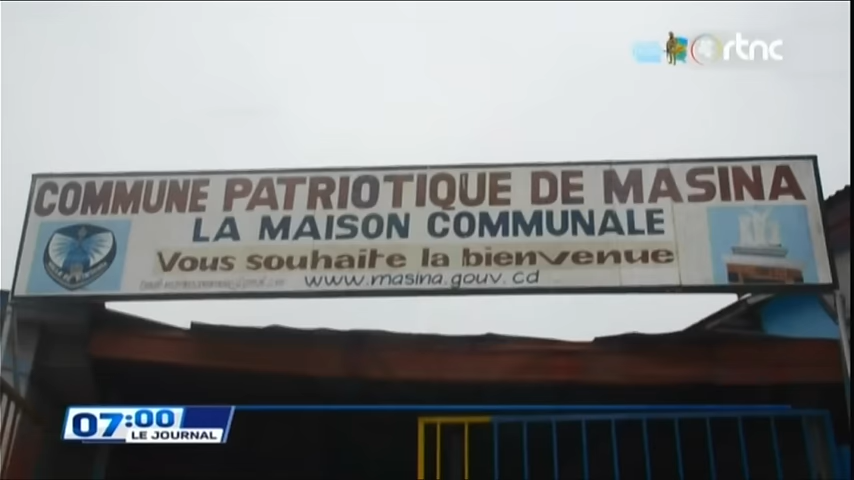 rtnc
COMMUNE PATRIOTIQUE DE MASINA
LA MAISON COMMUNALE
Vous souhaite la bienvenue
www.masina.gouv.cd
07:00
LE JOURNAL